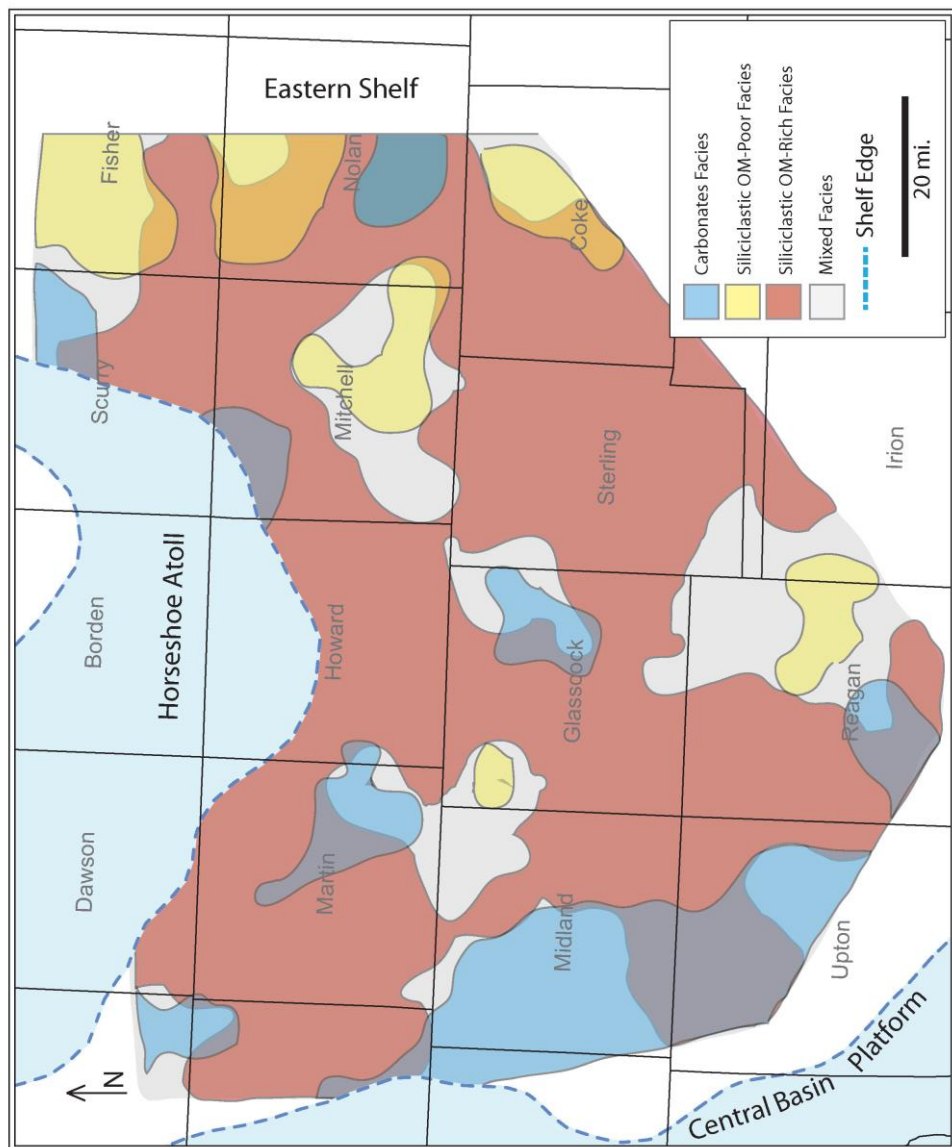 Eastern Shelf
Fisher
Nolan
Coke
Scurry
Mitchell
Sterling
Irion
Borden
Horseshoe Atoll
Howard
Glasscock
Reagan
Dawson
Martin
Midland
Upton
Central Basin Platform
N
Carbonates Facies
Siliciclastic OM-Poor Facies
Siliciclastic OM-Rich Facies
Mixed Facies
Shelf Edge
20 mi.